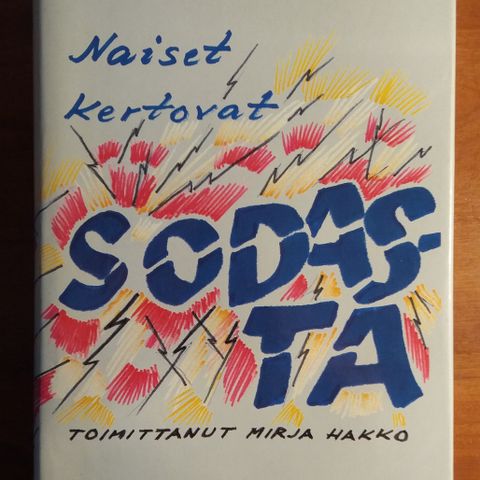 Naiset
kertovat
SODAS-
TA
TOIMITTANUT MIRJA HAKKO